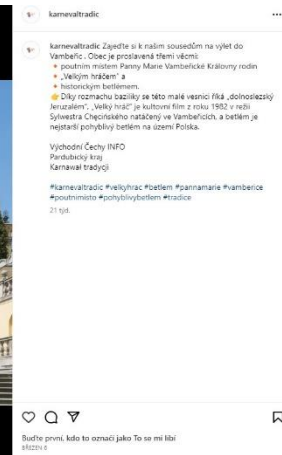 karnevaltradic
karnevaltradic Zajeďte si k našim sousedům na výlet do
Vambeřic . Obec je proslavená třemi věcmi:
🔸 poutním místem Panny Marie Vambeřické Královny rodin
🔸 „Velkým hráčem" a
🔸 historickým betlémem.
👉 Díky rozmachu baziliky se této malé vesnici říká „dolnoslezský
Jeruzalém". „Velký hráč" je kultovní film z roku 1982 v režii
Sylwestra Chęcińského natáčený ve Vambeřicích, a betlém je
nejstarší pohyblivý betlém na území Polska.
Východní Čechy INFO
Pardubický kraj
Karnawał tradycji
#karnevaltradic #velkyhrac #betlem #pannamarie #vamberice
#poutnimisto #pohyblivybetlem #tradice
21 týd.
Buďte první, kdo to označí jako To se mi líbí
BŘEZEN 8